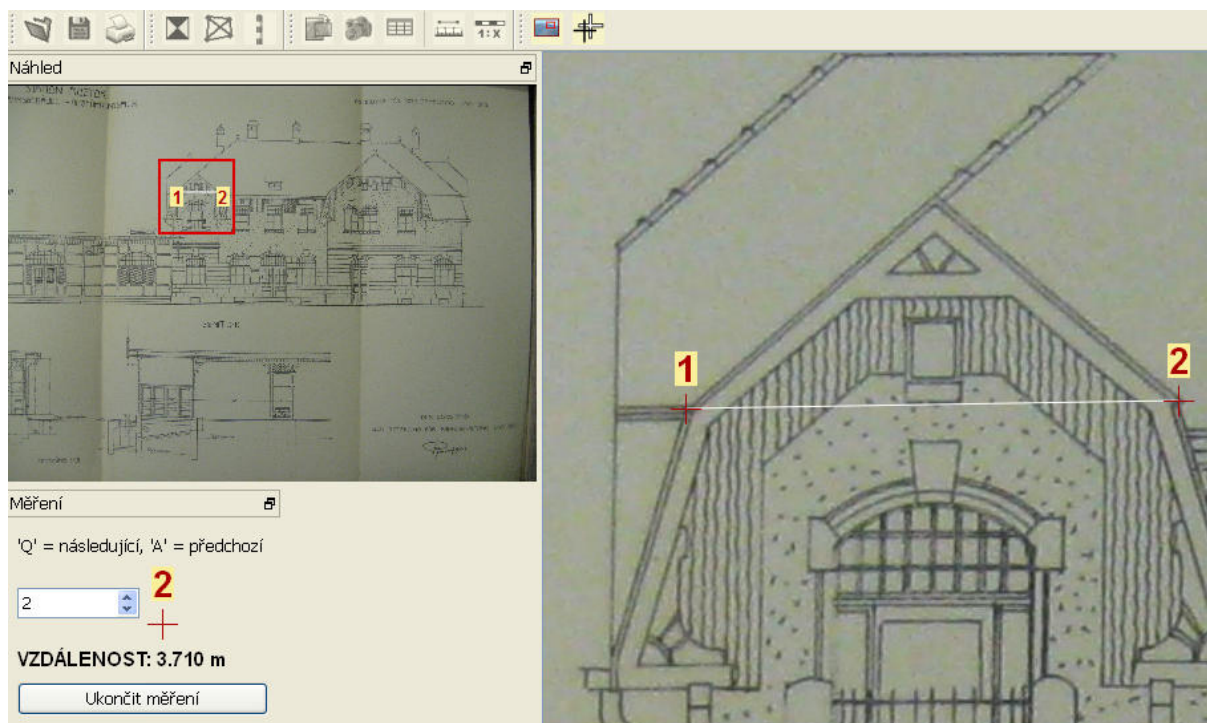 1:X
Náhled
1
2
1
2
Měření
'Q' = následující, 'A' = předchozí
2
2
VZDÁLENOST: 3.710 m
Ukončit měření